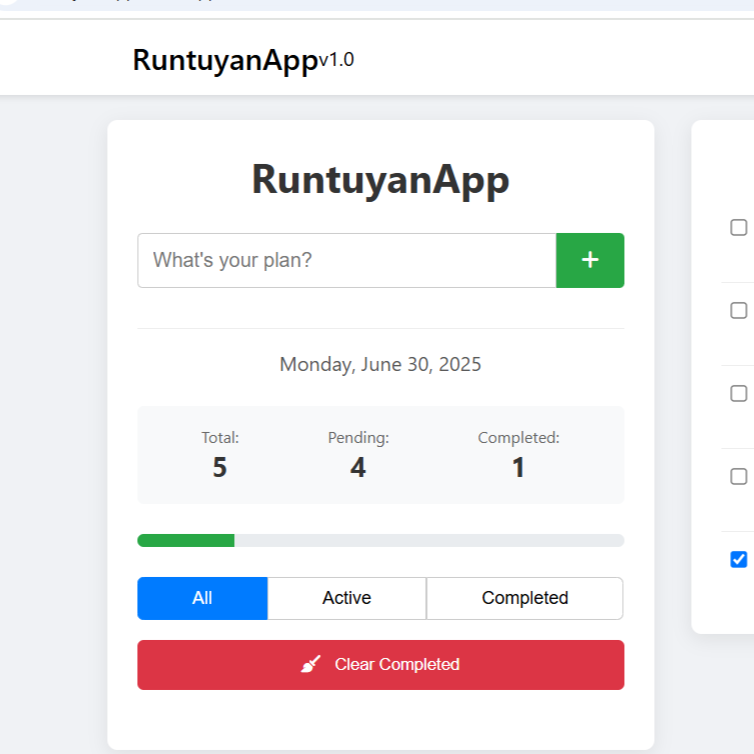 RuntuyanAppv1.0
RuntuyanApp
What's your plan?
+
Monday, June 30, 2025
Total: Pending: Completed:
5 4 1
All Active Completed
Clear Completed